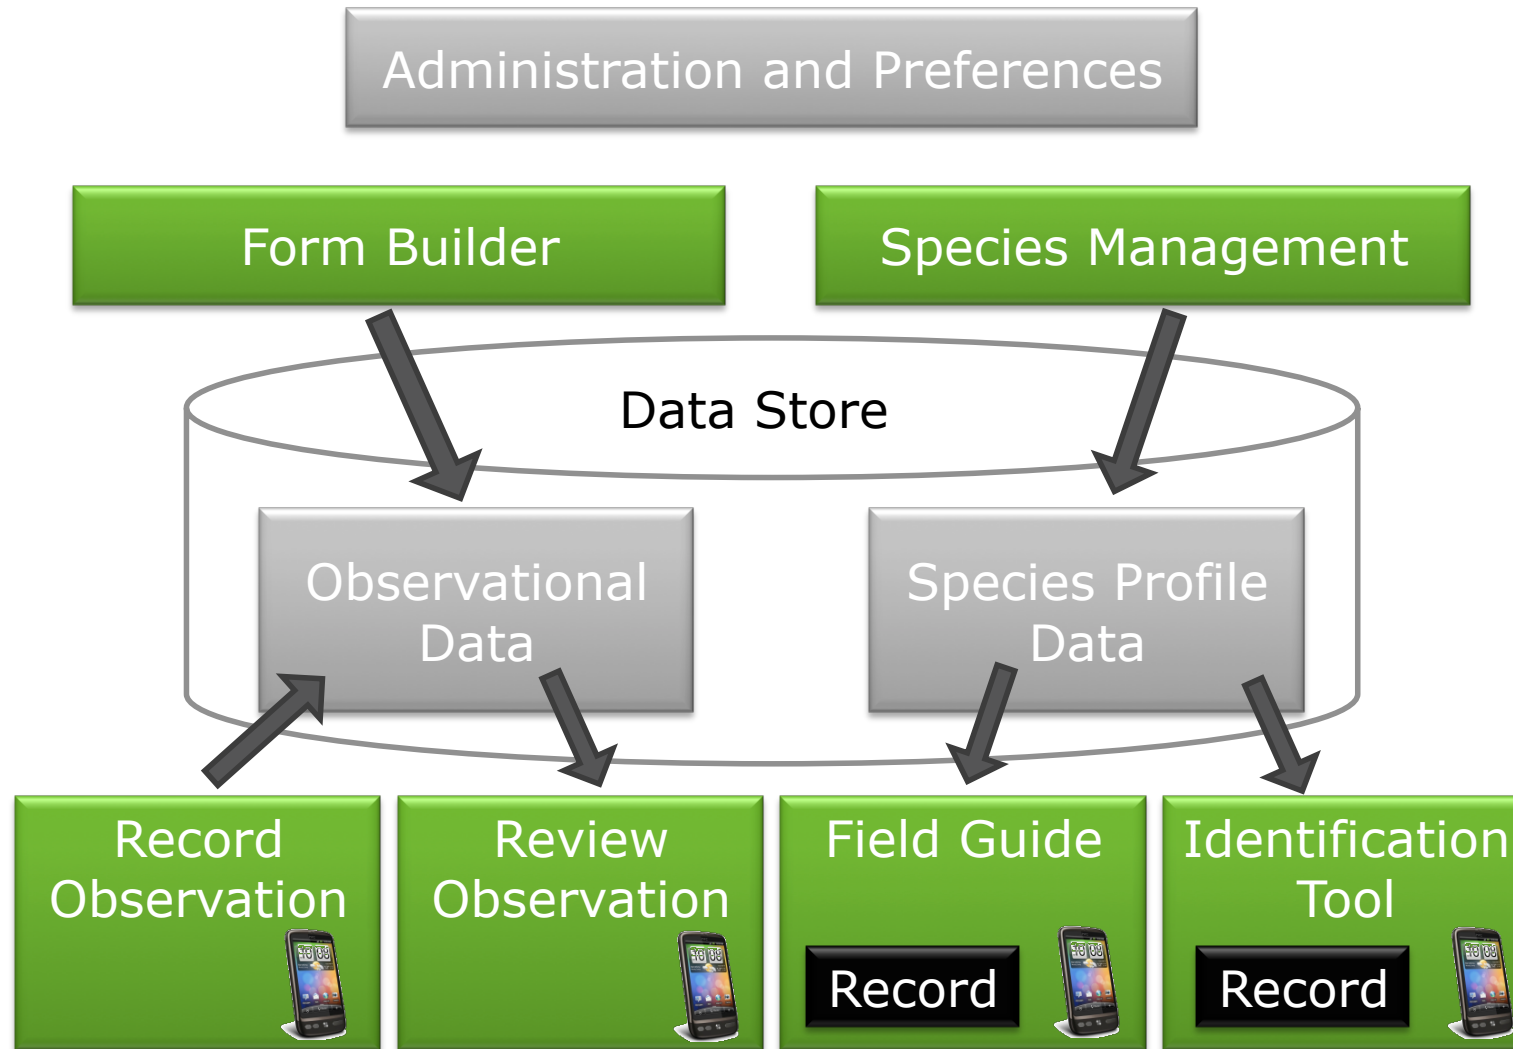 Administration and Preferences
Form Builder
Species Management
Data Store
Observational
Data
Species Profile
Data
Record
Observation
Review
Observation
Field Guide
Record
Identification
Tool
Record